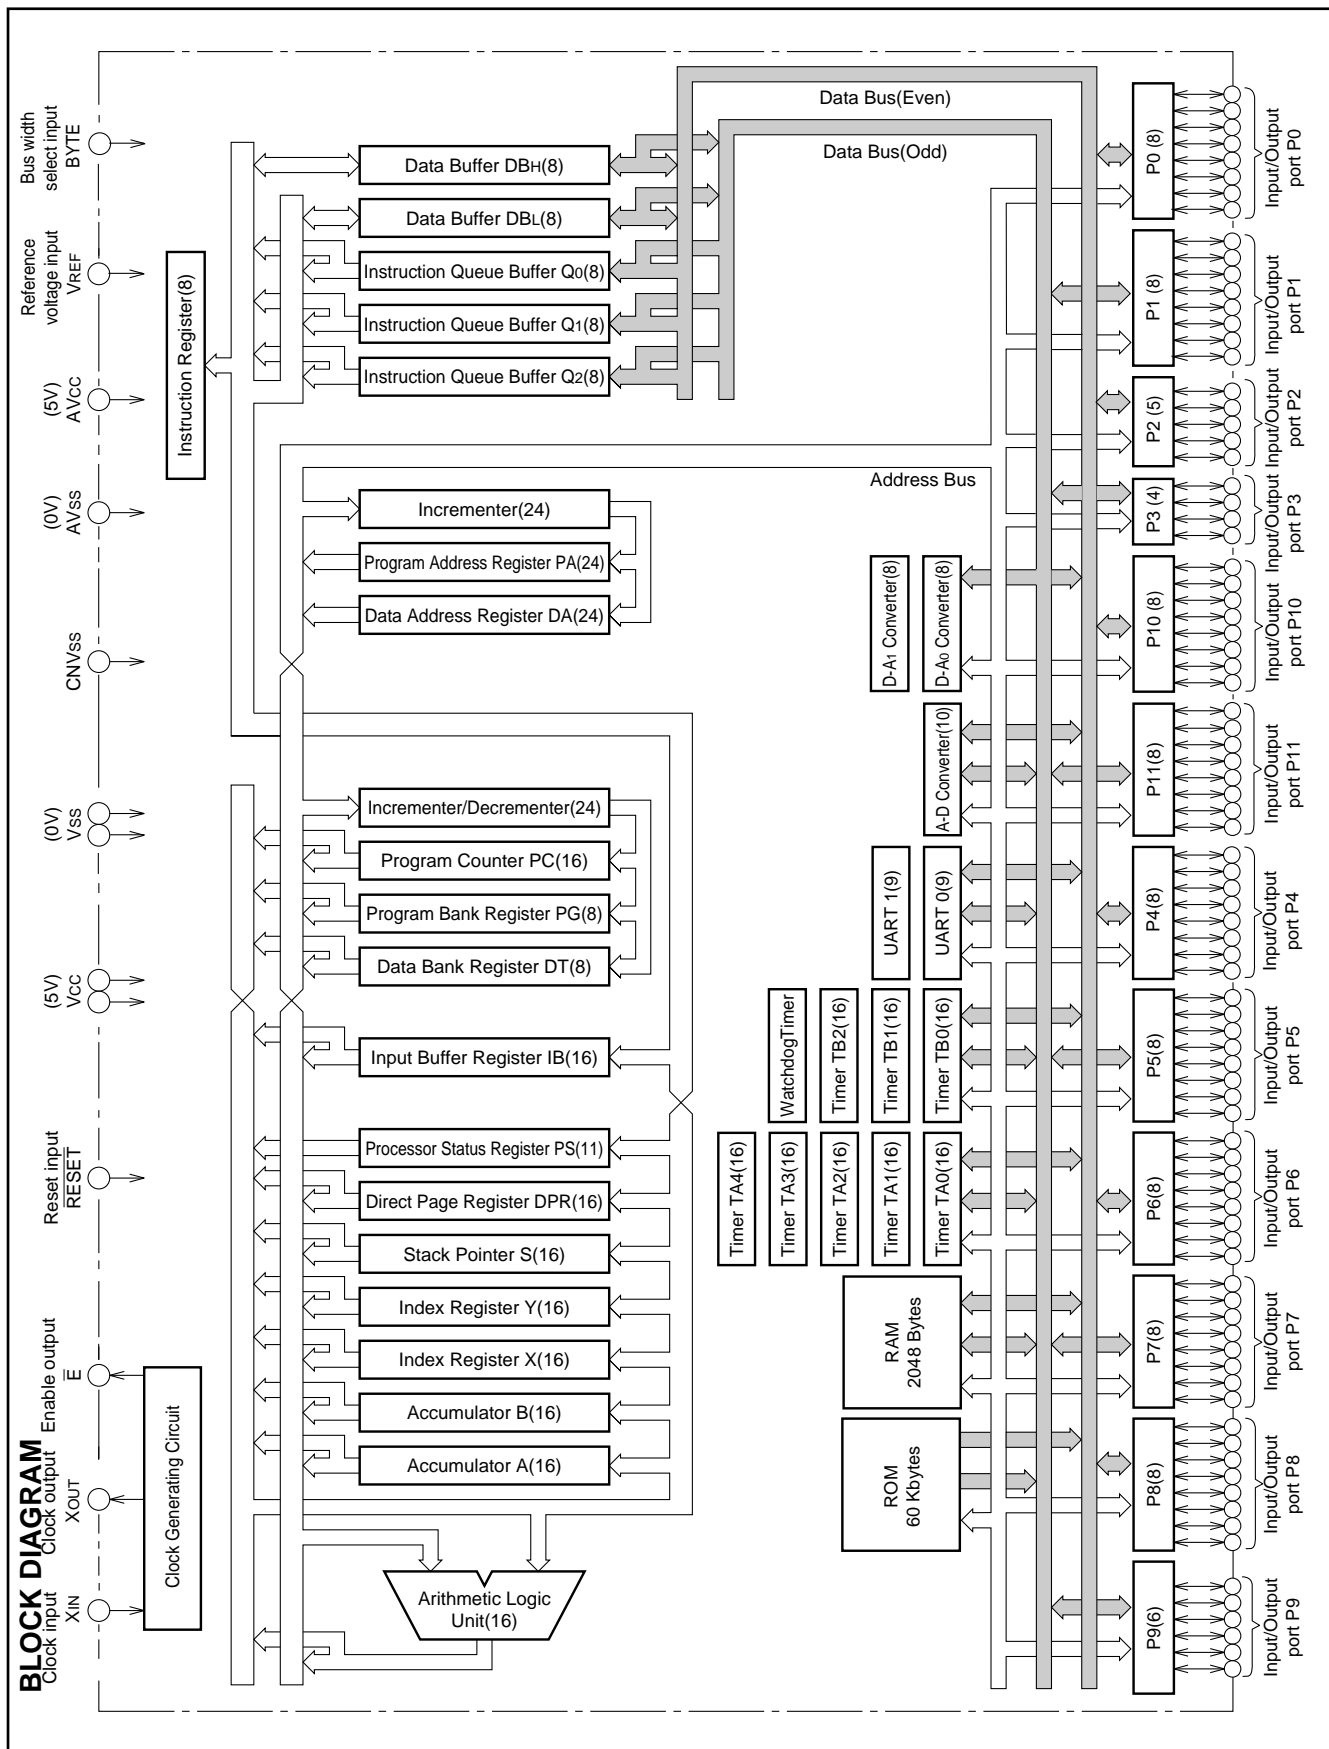 BLOCK DIAGRAM
Bus width
select input
BYTE
Reference
voltage input
VREF
(5V)
AVCC
(0V)
AVSS
CNVSS
(0V)
VSS
(5V)
VCC
Reset input
RESET
Enable output
E
Clock output
XOUT
Clock input
XIN
Instruction Register(8)
Clock Generating Circuit
Data Buffer DBH(8)
Data Buffer DBL(8)
Instruction Queue Buffer Q0(8)
Instruction Queue Buffer Q1(8)
Instruction Queue Buffer Q2(8)
Incrementer(24)
Program Address Register PA(24)
Data Address Register DA(24)
Incrementer/Decrementer(24)
Program Counter PC(16)
Program Bank Register PG(8)
Data Bank Register DT(8)
Input Buffer Register IB(16)
Processor Status Register PS(11)
Direct Page Register DPR(16)
Stack Pointer S(16)
Index Register Y(16)
Index Register X(16)
Accumulator B(16)
Accumulator A(16)
Arithmetic Logic
Unit(16)
Data Bus(Even)
Data Bus(Odd)
Address Bus
D-A1 Converter(8)
D-A0 Converter(8)
A-D Converter(10)
UART 1(9)
UART 0(9)
WatchdogTimer
Timer TB2(16)
Timer TB1(16)
Timer TB0(16)
Timer TA4(16)
Timer TA3(16)
Timer TA2(16)
Timer TA1(16)
Timer TA0(16)
RAM
2048 Bytes
ROM
60 Kbytes
P0 (8)
P1 (8)
P2 (5)
P3 (4)
P10 (8)
P11(8)
P4(8)
P5(8)
P6(8)
P7(8)
P8(8)
P9(6)
Input/Output
port P0
Input/Output
port P1
Input/Output
port P2
Input/Output
port P3
Input/Output
port P10
Input/Output
port P11
Input/Output
port P4
Input/Output
port P5
Input/Output
port P6
Input/Output
port P7
Input/Output
port P8
Input/Output
port P9